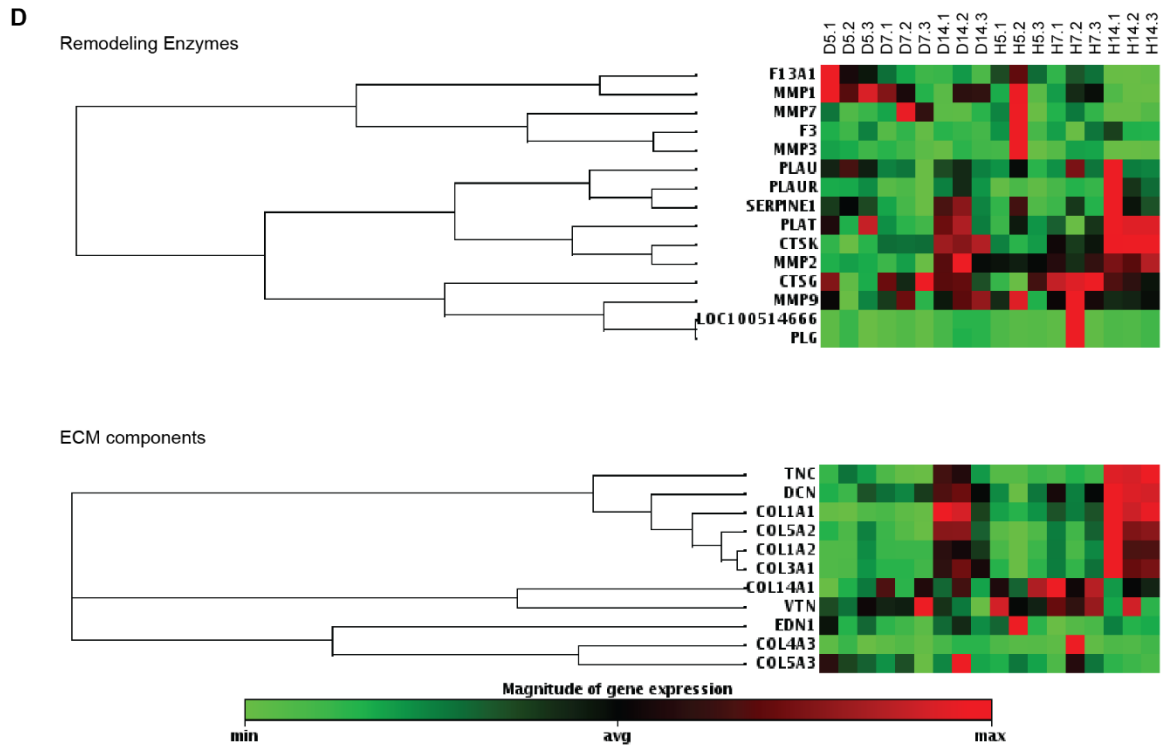 D
Remodeling Enzymes
D5.1 D5.2 D5.3 D7.1 D7.2 D7.3 D14.1 D14.2 D14.3 H5.1 H5.2 H5.3 H7.1 H7.2 H7.3 H14.1 H14.2 H14.3
F13A1
MMP1
MMP7
F3
MMP3
PLAU
PLAUR
SERPINE1
PLAT
CTSK
MMP2
CTSG
MMP9
LOC100514666
PLG
ECM components
TNC
DCN
COL1A1
COL5A2
COL1A2
COL3A1
COL14A1
VTN
EDN1
COL4A3
COL5A3
Magnitude of gene expression
min avg max